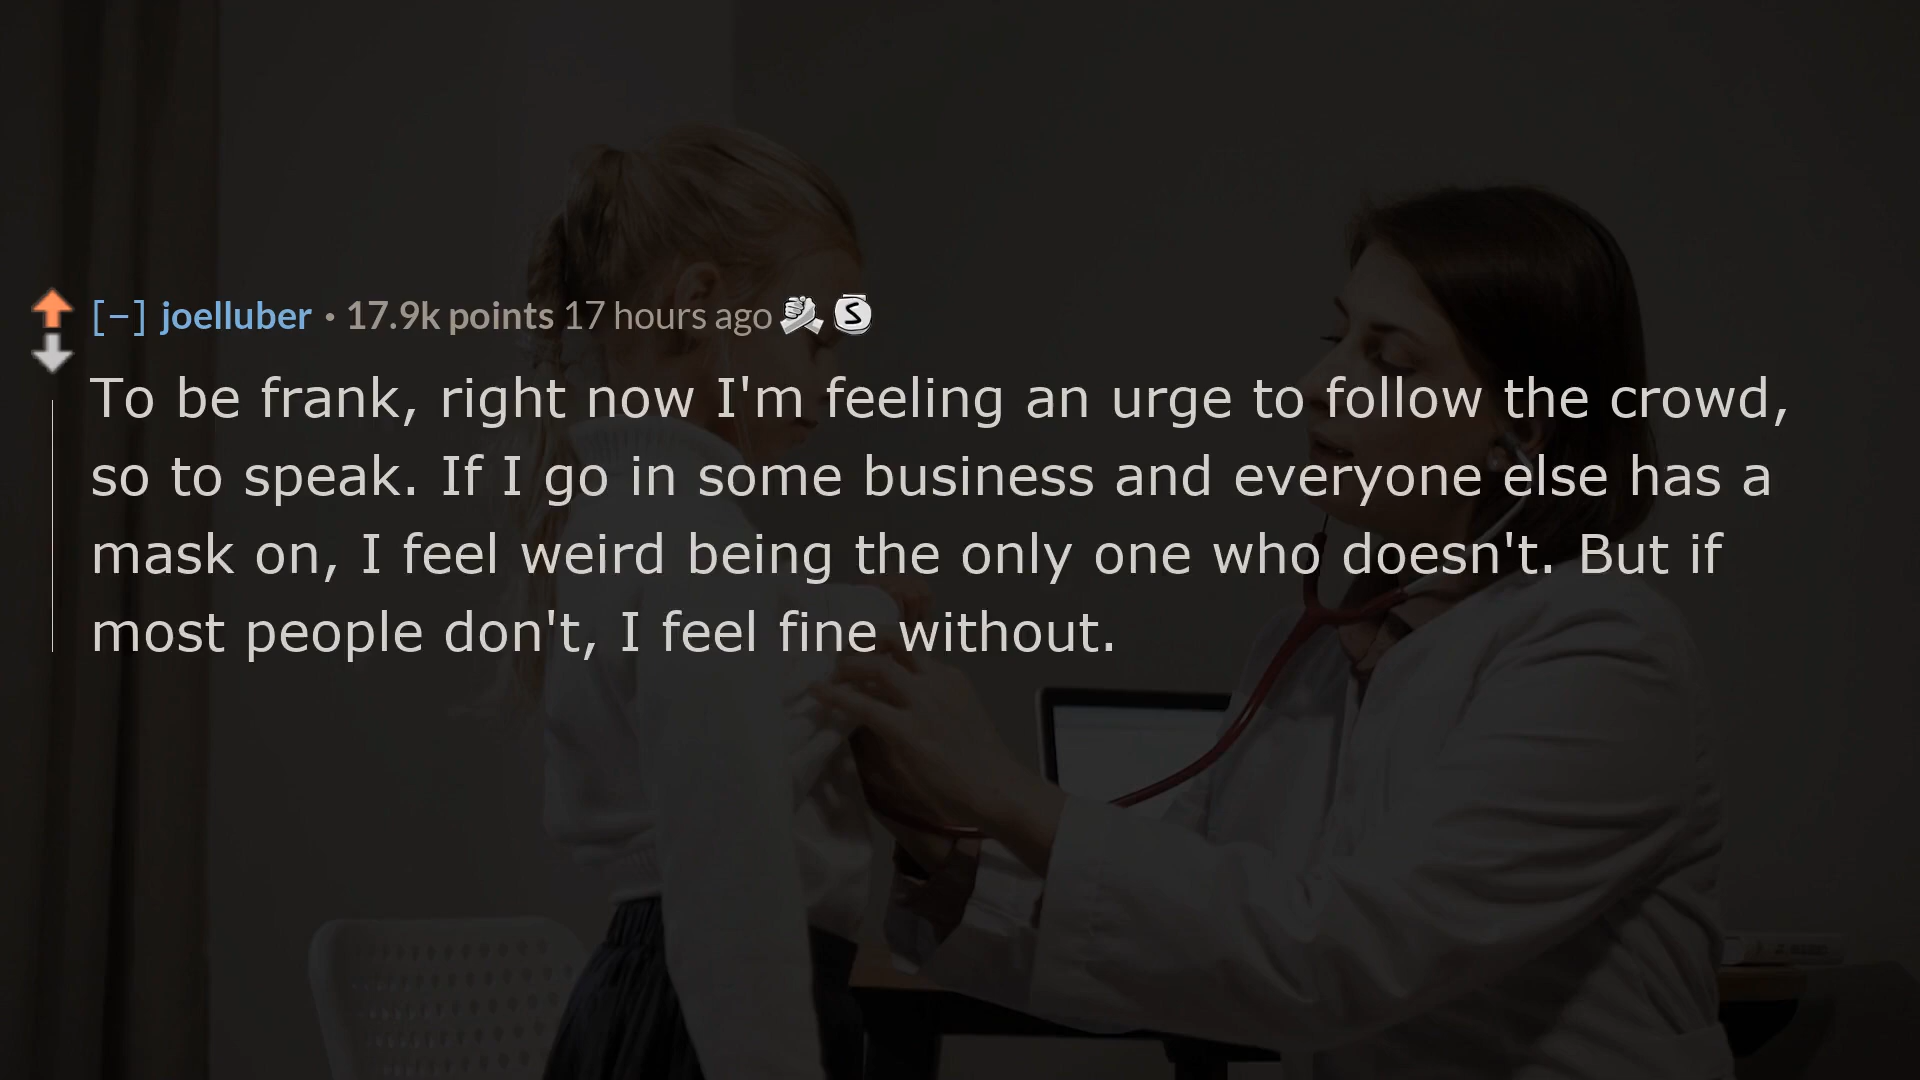 [–] joelluber • 17.9k points 17 hours ago
To be frank, right now I'm feeling an urge to follow the crowd,
so to speak. If I go in some business and everyone else has a
mask on, I feel weird being the only one who doesn't. But if
most people don't, I feel fine without.